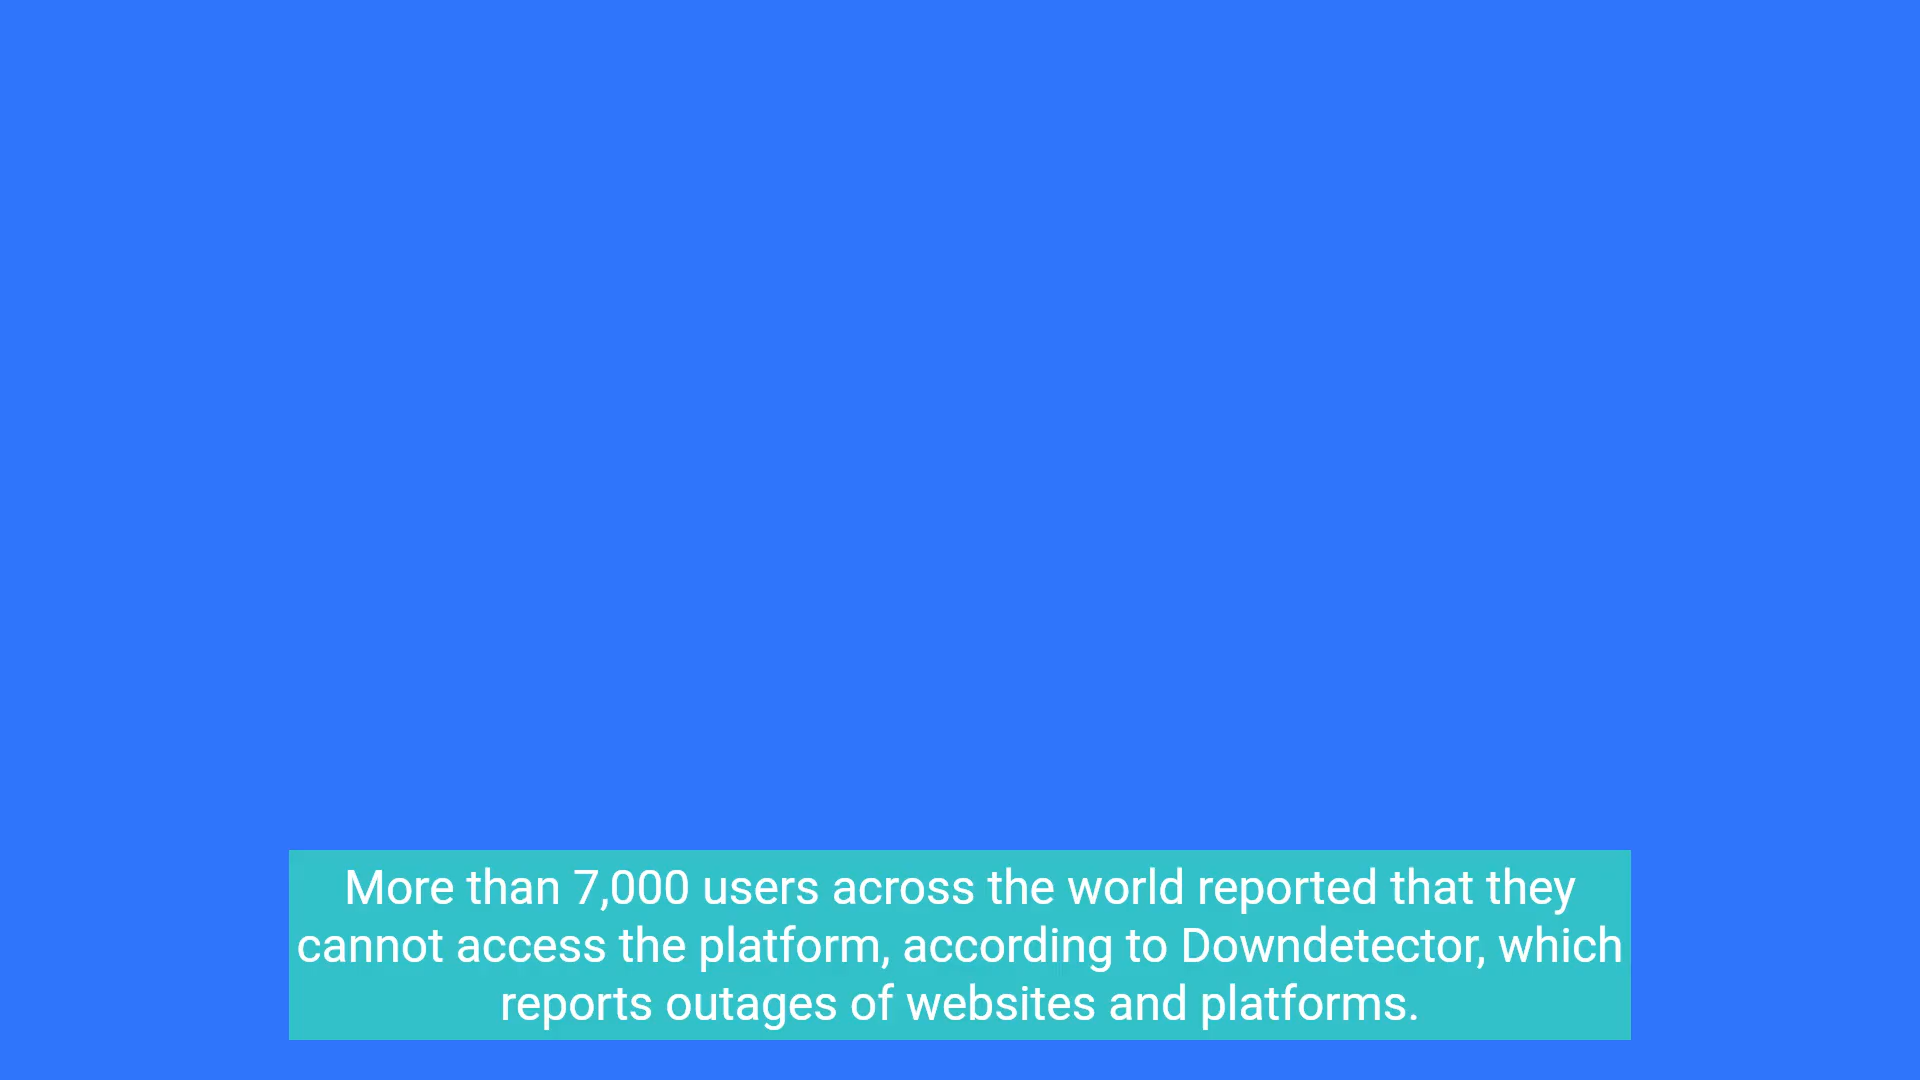 More than 7,000 users across the world reported that they
cannot access the platform, according to Downdetector, which
reports outages of websites and platforms.